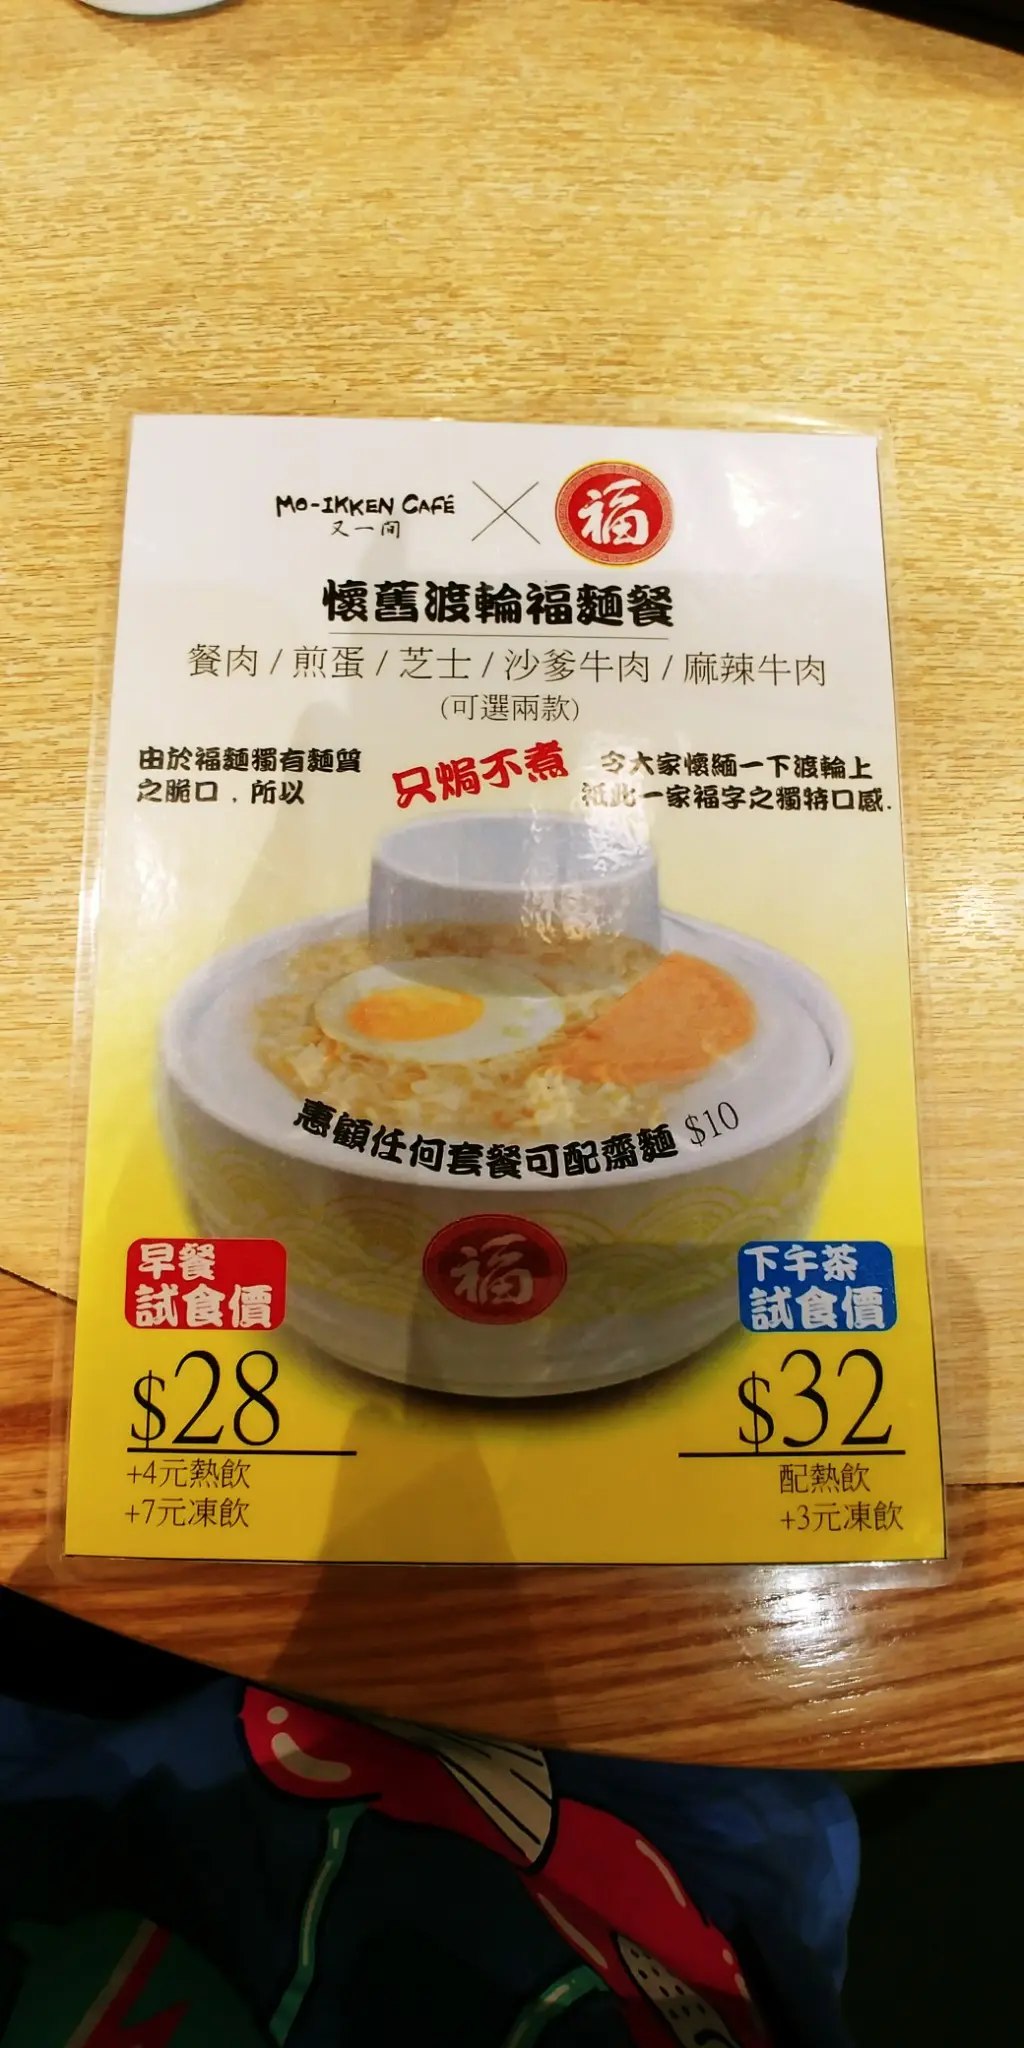 MO-IKKEN CAFÉ
又一間
福
懷舊渡輪福麵餐
餐肉 / 煎蛋 / 芝士 / 沙爹牛肉 / 麻辣牛肉
(可選兩款)
由於福麵獨有麵質
之脆口﹐所以
只焗不煮
令大家懷緬一下渡輪上
祗此一家福字之獨特口感.
惠顧任何套餐可配齋麵 $10
福
早餐
試食價
$28
+4元熱飲
+7元凍飲
下午茶
試食價
$32
配熱飲
+3元凍飲